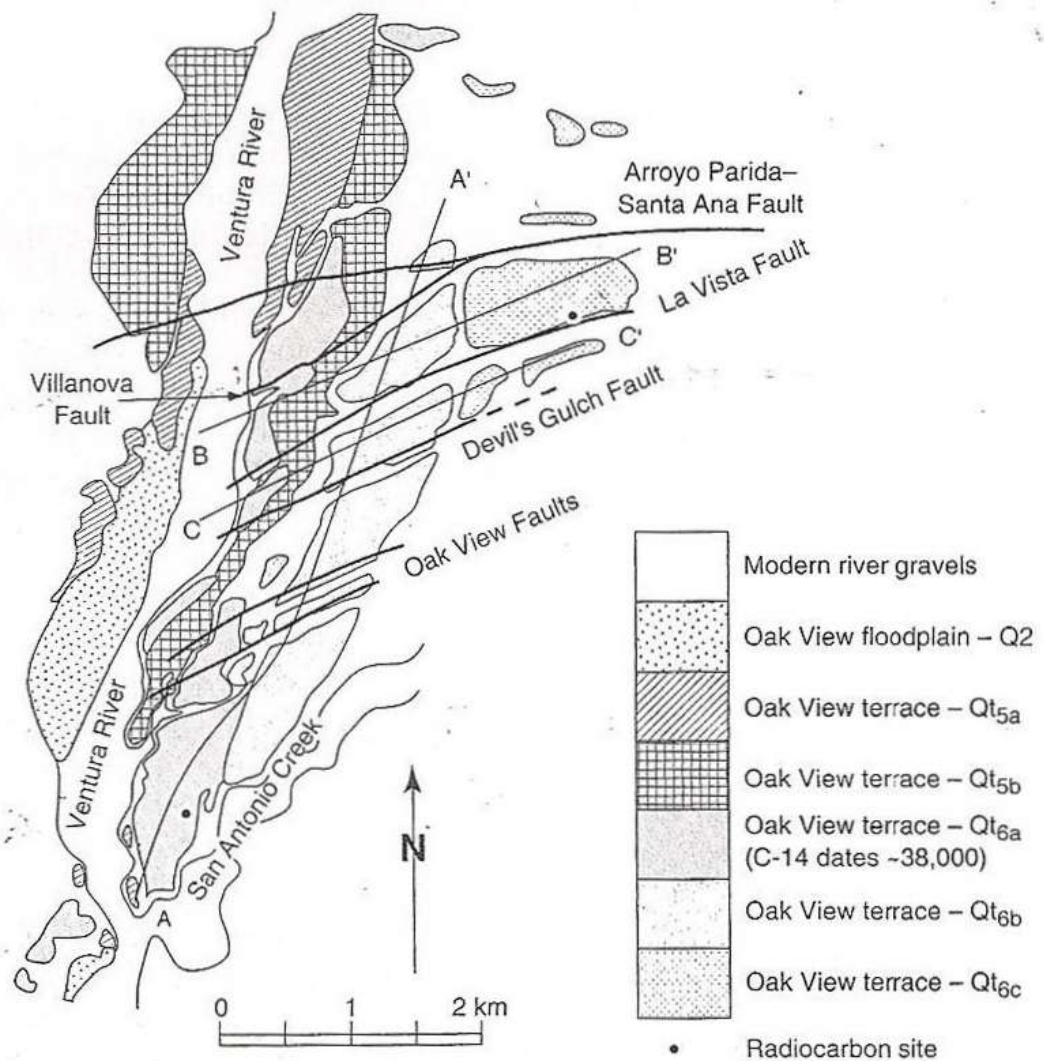 Ventura River
A'
Arroyo Parida–
Santa Ana Fault
B'
La Vista Fault
C'
Villanova
Fault
Devil's Gulch Fault
B
C
Oak View Faults
Ventura River
San Antonio Creek
N
A
0 1 2 km
Modern river gravels
Oak View floodplain – Q2
Oak View terrace – Qt5a
Oak View terrace – Qt5b
Oak View terrace – Qt6a
(C-14 dates ~38,000)
Oak View terrace – Qt6b
Oak View terrace – Qt6c
Radiocarbon site